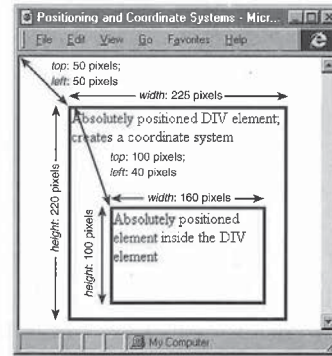 Positioning and Coordinate Systems - Micr...
File Edit View Go Favorites Help
top: 50 pixels;
left: 50 pixels
width: 225 pixels
Absolutely positioned DIV element;
creates a coordinate system
top: 100 pixels;
left: 40 pixels
width: 160 pixels
height: 220 pixels
height: 100 pixels
Absolutely positioned
element inside the DIV
element
My Computer